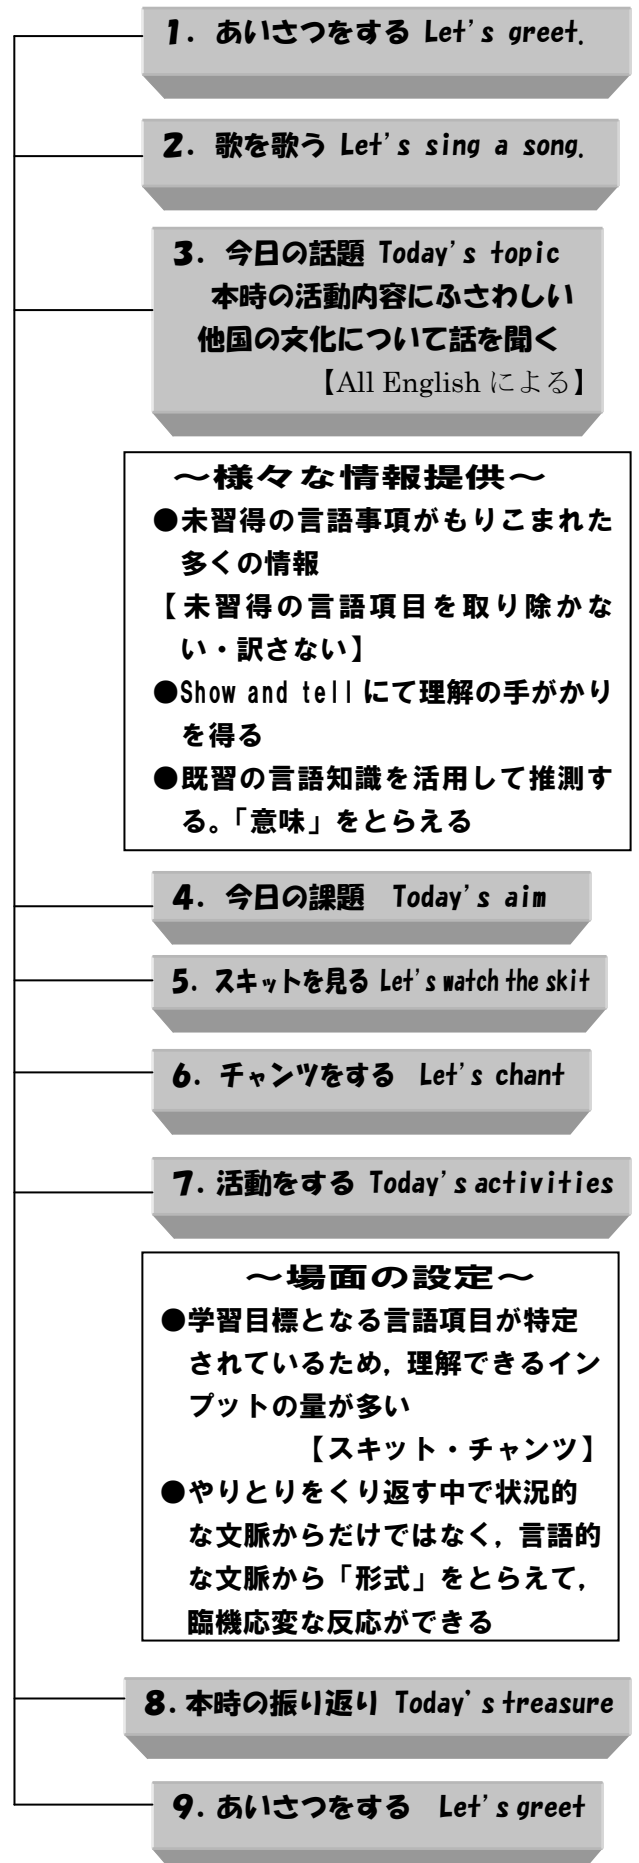 1. あいさつをする Let's greet.
2. 歌を歌う Let's sing a song.
3. 今日の話題 Today's topic
本時の活動内容にふさわしい
他国の文化について話を聞く
【All English による】
～様々な情報提供～
●未習得の言語事項がもりこまれた
多くの情報
【未習得の言語項目を取り除かな
い・訳さない】
●Show and tell にて理解の手がかり
を得る
●既習の言語知識を活用して推測す
る。「意味」をとらえる
4. 今日の課題 Today's aim
5. スキットを見る Let's watch the skit
6. チャンツをする Let's chant
7. 活動をする Today's activities
～場面の設定～
●学習目標となる言語項目が特定
されているため，理解できるイン
プットの量が多い
【スキット・チャンツ】
●やりとりをくり返す中で状況的
な文脈からだけではなく，言語的
な文脈から「形式」をとらえて，
臨機応変な反応ができる
8. 本時の振り返り Today's treasure
9. あいさつをする Let's greet